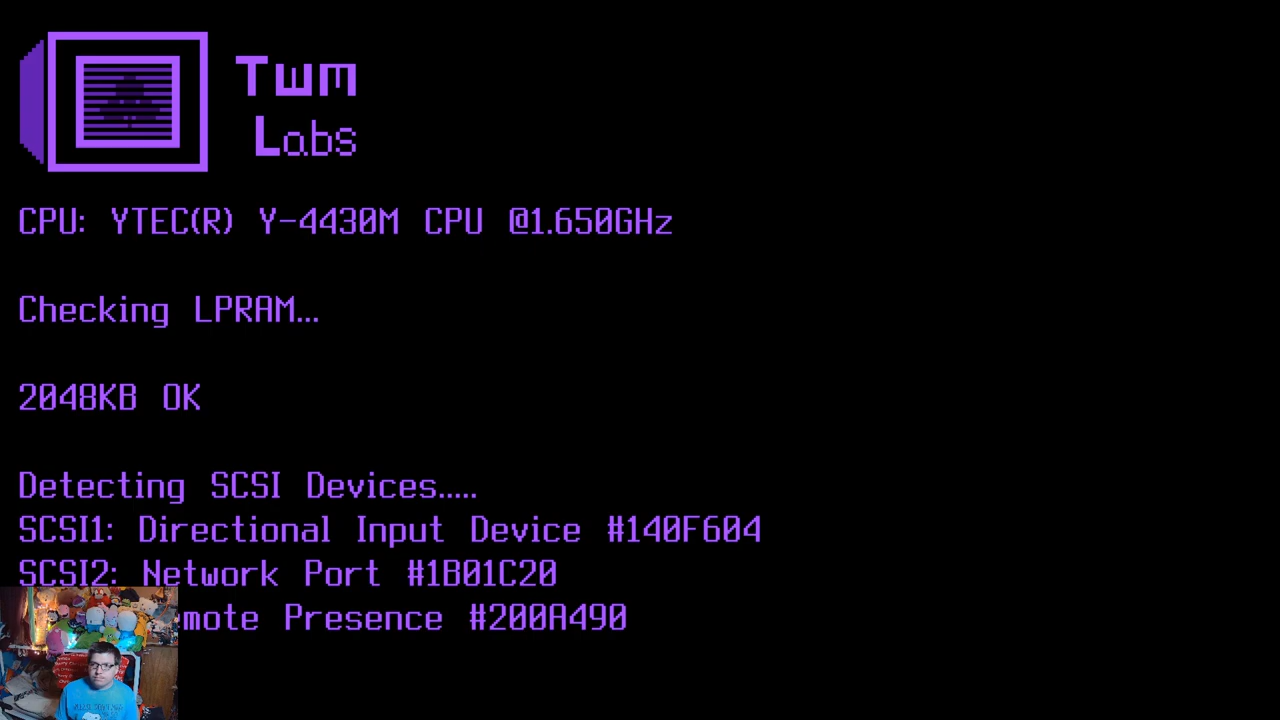 Twm
Labs
CPU: YTEC(R) Y-4430M CPU @1.650GHz
Checking LPRAM...
2048KB OK
Detecting SCSI Devices.....
SCSI1: Directional Input Device #140F604
SCSI2: Network Port #1B01C20
mote Presence #200A490